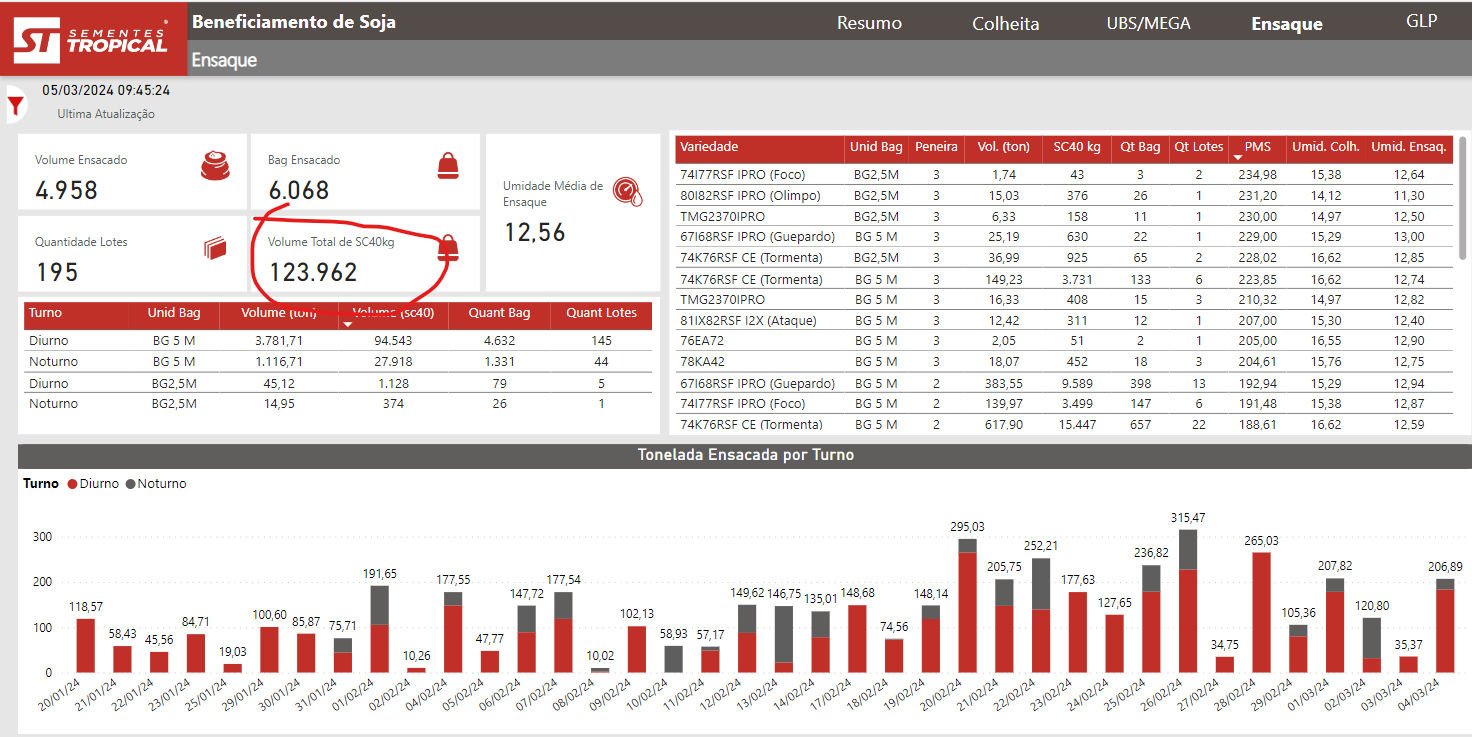 ST SEMENTES TROPICAL
Beneficiamento de Soja
Resumo Colheita UBS/MEGA Ensaque GLP
Ensaque
05/03/2024 09:45:24
Ultima Atualização
Volume Ensacado
4.958
Bag Ensacado
6.068
Umidade Média de Ensaque
12,56
Quantidade Lotes
195
Volume Total de SC40kg
123.962
Turno Unid Bag Volume (ton) Volume (sc40) Quant Bag Quant Lotes
Diurno BG 5 M 3.781,71 94.543 4.632 145
Noturno BG 5 M 1.116,71 27.918 1.331 44
Diurno BG2,5M 45,12 1.128 79 5
Noturno BG2,5M 14,95 374 26 1
Variedade Unid Bag Peneira Vol. (ton) SC40 kg Qt Bag Qt Lotes PMS Umid. Colh. Umid. Ensaq.
74I77RSF IPRO (Foco) BG2,5M 3 1,74 43 3 2 234,98 15,38 12,64
80I82RSF IPRO (Olimpo) BG2,5M 3 15,03 376 26 1 231,20 14,12 11,30
TMG2370IPRO BG2,5M 3 6,33 158 11 1 230,00 14,97 12,50
67I68RSF IPRO (Guepardo) BG 5 M 3 25,19 630 22 1 229,00 15,29 13,00
74K76RSF CE (Tormenta) BG2,5M 3 36,99 925 65 2 228,02 16,62 12,85
74K76RSF CE (Tormenta) BG 5 M 3 149,23 3.731 133 6 223,85 16,62 12,74
TMG2370IPRO BG 5 M 3 16,33 408 15 3 210,32 14,97 12,82
81IX82RSF I2X (Ataque) BG 5 M 3 12,42 311 12 1 207,00 15,30 12,40
76EA72 BG 5 M 3 2,05 51 2 1 205,00 16,55 12,90
78KA42 BG 5 M 3 18,07 452 18 3 204,61 15,76 12,75
67I68RSF IPRO (Guepardo) BG 5 M 2 383,55 9.589 398 13 192,94 15,29 12,94
74I77RSF IPRO (Foco) BG 5 M 2 139,97 3.499 147 6 191,48 15,38 12,87
74K76RSF CE (Tormenta) BG 5 M 2 617,90 15.447 657 22 188,61 16,62 12,59
Tonelada Ensacada por Turno
Turno Diurno Noturno
300
200
100
0
118,57 58,43 45,56 84,71 19,03 100,60 85,87 75,71 191,65 10,26 177,55 47,77 147,72 177,54 10,02 102,13 58,93 57,17 149,62 146,75 135,01 148,68 74,56 148,14 295,03 205,75 252,21 177,63 127,65 236,82 315,47 34,75 265,03 105,36 207,82 120,80 35,37 206,89
20/01/24 21/01/24 22/01/24 23/01/24 25/01/24 29/01/24 30/01/24 31/01/24 01/02/24 02/02/24 04/02/24 05/02/24 06/02/24 07/02/24 08/02/24 09/02/24 10/02/24 11/02/24 12/02/24 13/02/24 14/02/24 17/02/24 18/02/24 19/02/24 20/02/24 21/02/24 22/02/24 23/02/24 24/02/24 25/02/24 26/02/24 27/02/24 28/02/24 29/02/24 01/03/24 02/03/24 03/03/24 04/03/24